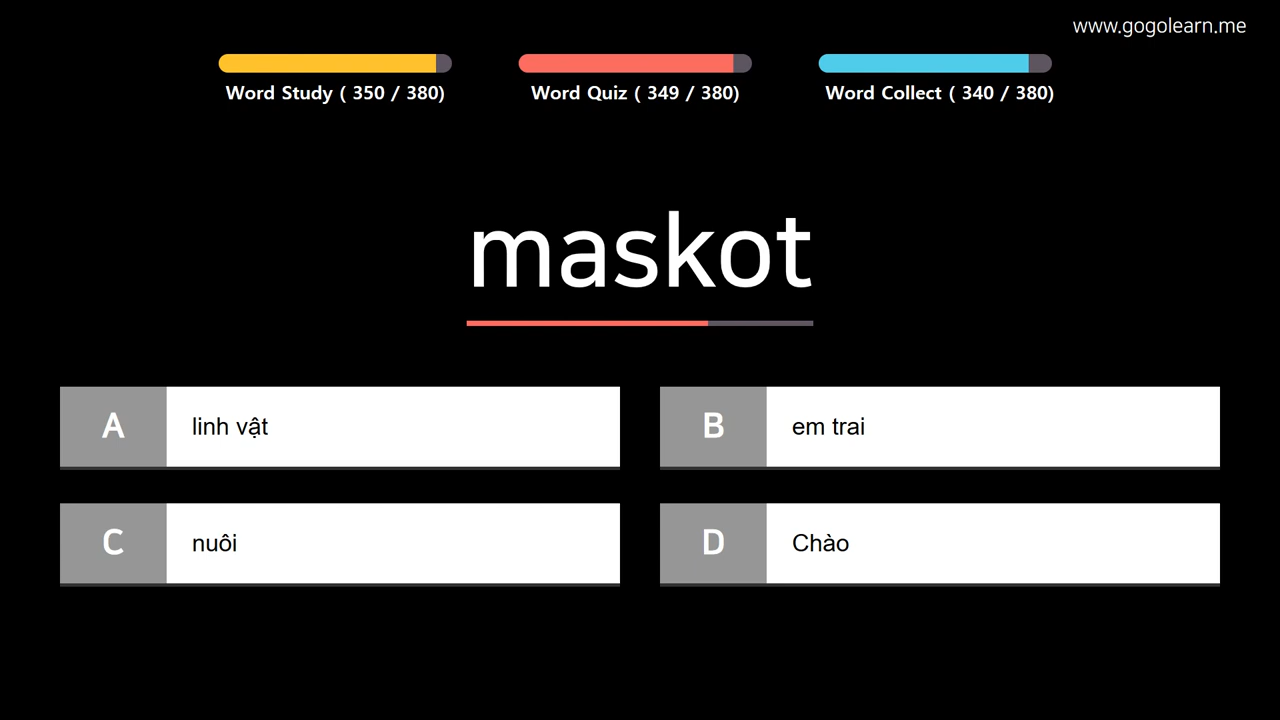 www.gogolearn.me
Word Study ( 350 / 380)
Word Quiz ( 349 / 380)
Word Collect ( 340 / 380)
maskot
A
linh vật
B
em trai
C
nuôi
D
Chào